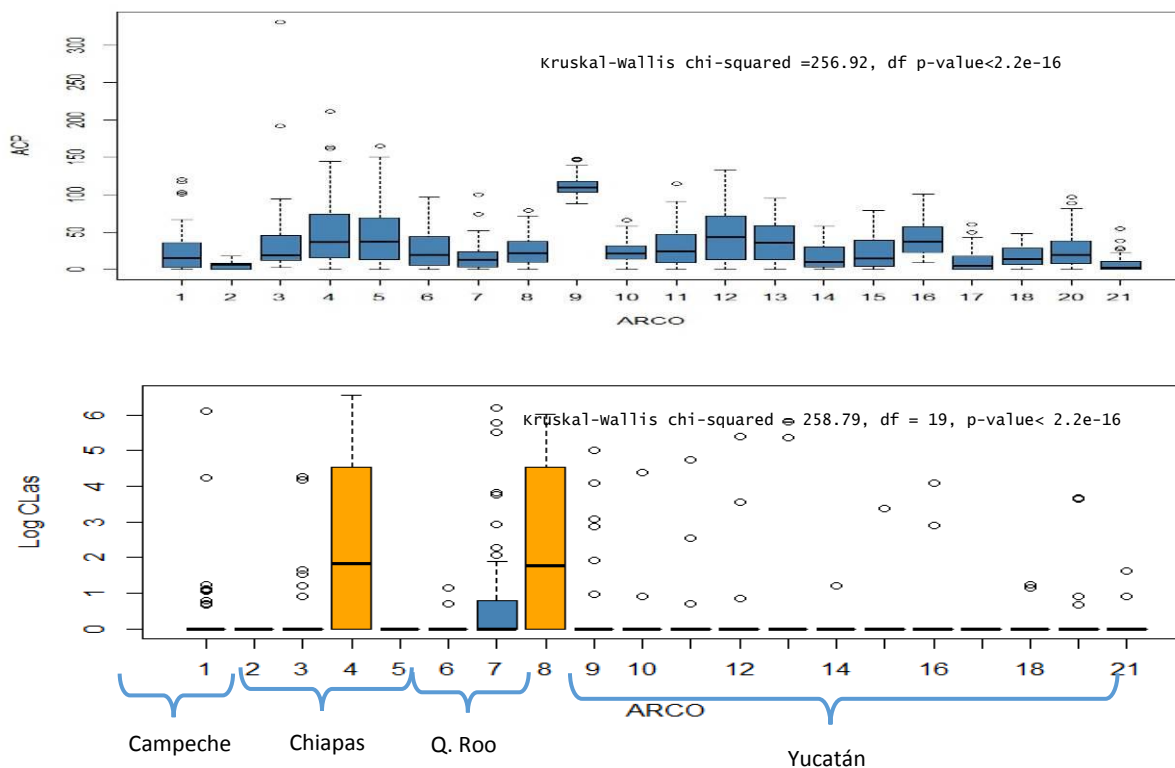 Kruskal-Wallis chi-squared =256.92, df p-value<2.2e-16
ACP
300
250
200
150
100
50
0
1 2 3 4 5 6 7 8 9 10 11 12 13 14 15 16 17 18 20 21
ARCO
Kruskal-Wallis chi-squared = 258.79, df = 19, p-value< 2.2e-16
Log CLas
6
5
4
3
2
1
0
1 2 3 4 5 6 7 8 9 10 12 14 16 18 21
ARCO
Campeche Chiapas Q. Roo Yucatán